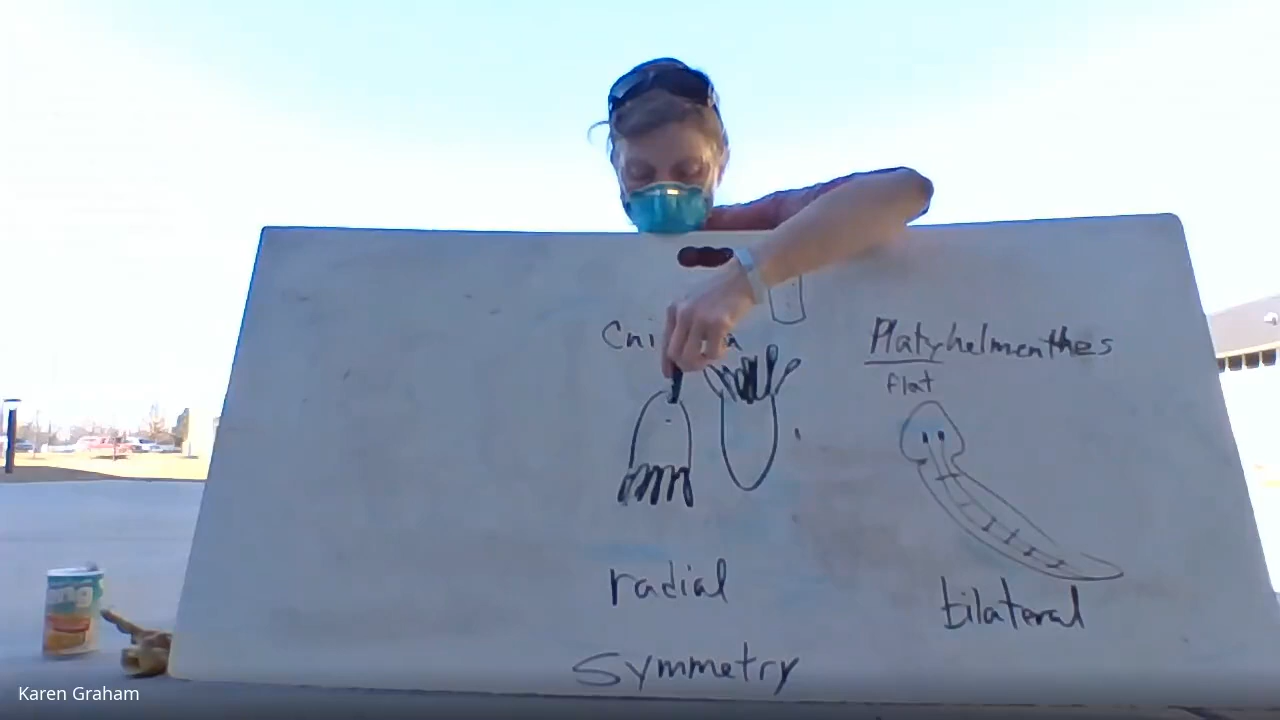 Platyhelmenthes
flat
radial
bilateral
Symmetry
Karen Graham